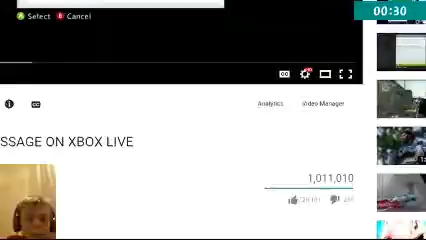 00:30
A Select B Cancel
Analytics Video Manager
SSAGE ON XBOX LIVE
1,011,010